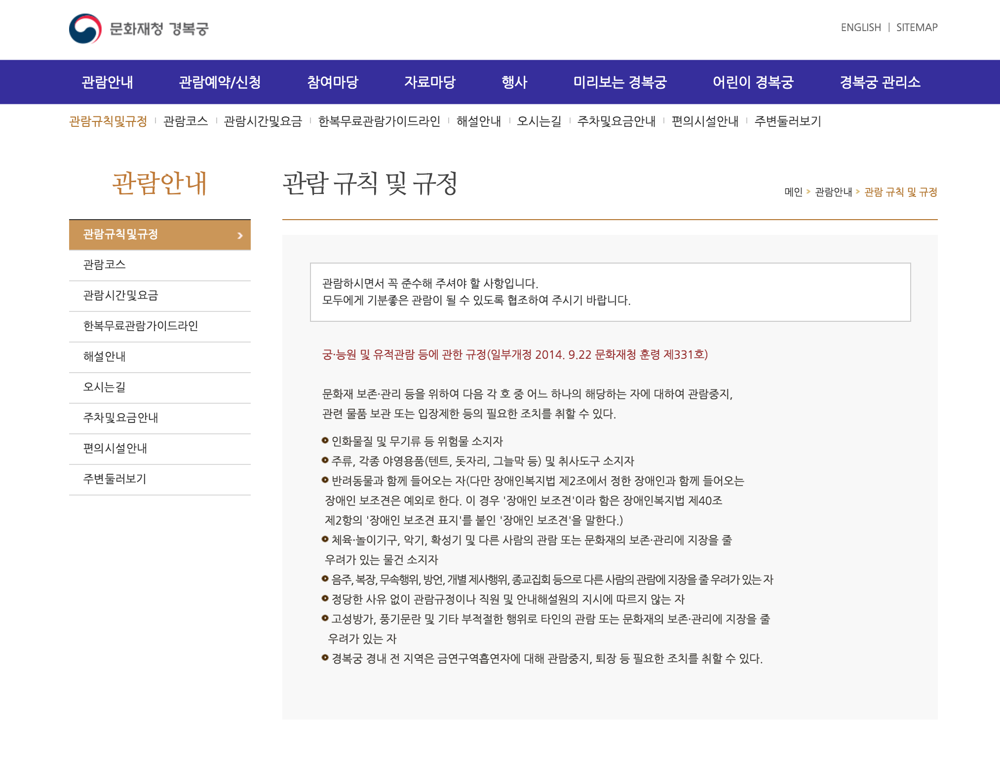 문화재청 경복궁
ENGLISH | SITEMAP
관람안내 관람예약/신청 참여마당 자료마당 행사 미리보는 경복궁 어린이 경복궁 경복궁 관리소
관람규칙및규정 관람코스 관람시간및요금 한복무료관람가이드라인 해설안내 오시는길 주차및요금안내 편의시설안내 주변둘러보기
관람안내
관람규칙및규정
관람코스
관람시간및요금
한복무료관람가이드라인
해설안내
오시는길
주차및요금안내
편의시설안내
주변둘러보기
관람 규칙 및 규정
메인 관람안내 관람 규칙 및 규정
관람하시면서 꼭 준수해 주셔야 할 사항입니다.
모두에게 기분좋은 관람이 될 수 있도록 협조하여 주시기 바랍니다.
궁·능원 및 유적관람 등에 관한 규정(일부개정 2014. 9.22 문화재청 훈령 제331호)
문화재 보존·관리 등을 위하여 다음 각 호 중 어느 하나의 해당하는 자에 대하여 관람중지,
관련 물품 보관 또는 입장제한 등의 필요한 조치를 취할 수 있다.
인화물질 및 무기류 등 위험물 소지자
주류, 각종 야영용품(텐트, 돗자리, 그늘막 등) 및 취사도구 소지자
반려동물과 함께 들어오는 자(다만 장애인복지법 제2조에서 정한 장애인과 함께 들어오는
장애인 보조견은 예외로 한다. 이 경우 '장애인 보조견'이라 함은 장애인복지법 제40조
제2항의 '장애인 보조견 표지'를 붙인 '장애인 보조견'을 말한다.)
체육·놀이기구, 악기, 확성기 및 다른 사람의 관람 또는 문화재의 보존·관리에 지장을 줄
우려가 있는 물건 소지자
음주, 복장, 무속행위, 방언, 개별 제사행위, 종교집회 등으로 다른 사람의 관람에 지장을 줄 우려가 있는 자
정당한 사유 없이 관람규정이나 직원 및 안내해설원의 지시에 따르지 않는 자
고성방가, 풍기문란 및 기타 부적절한 행위로 타인의 관람 또는 문화재의 보존·관리에 지장을 줄
우려가 있는 자
경복궁 경내 전 지역은 금연구역흡연자에 대해 관람중지, 퇴장 등 필요한 조치를 취할 수 있다.